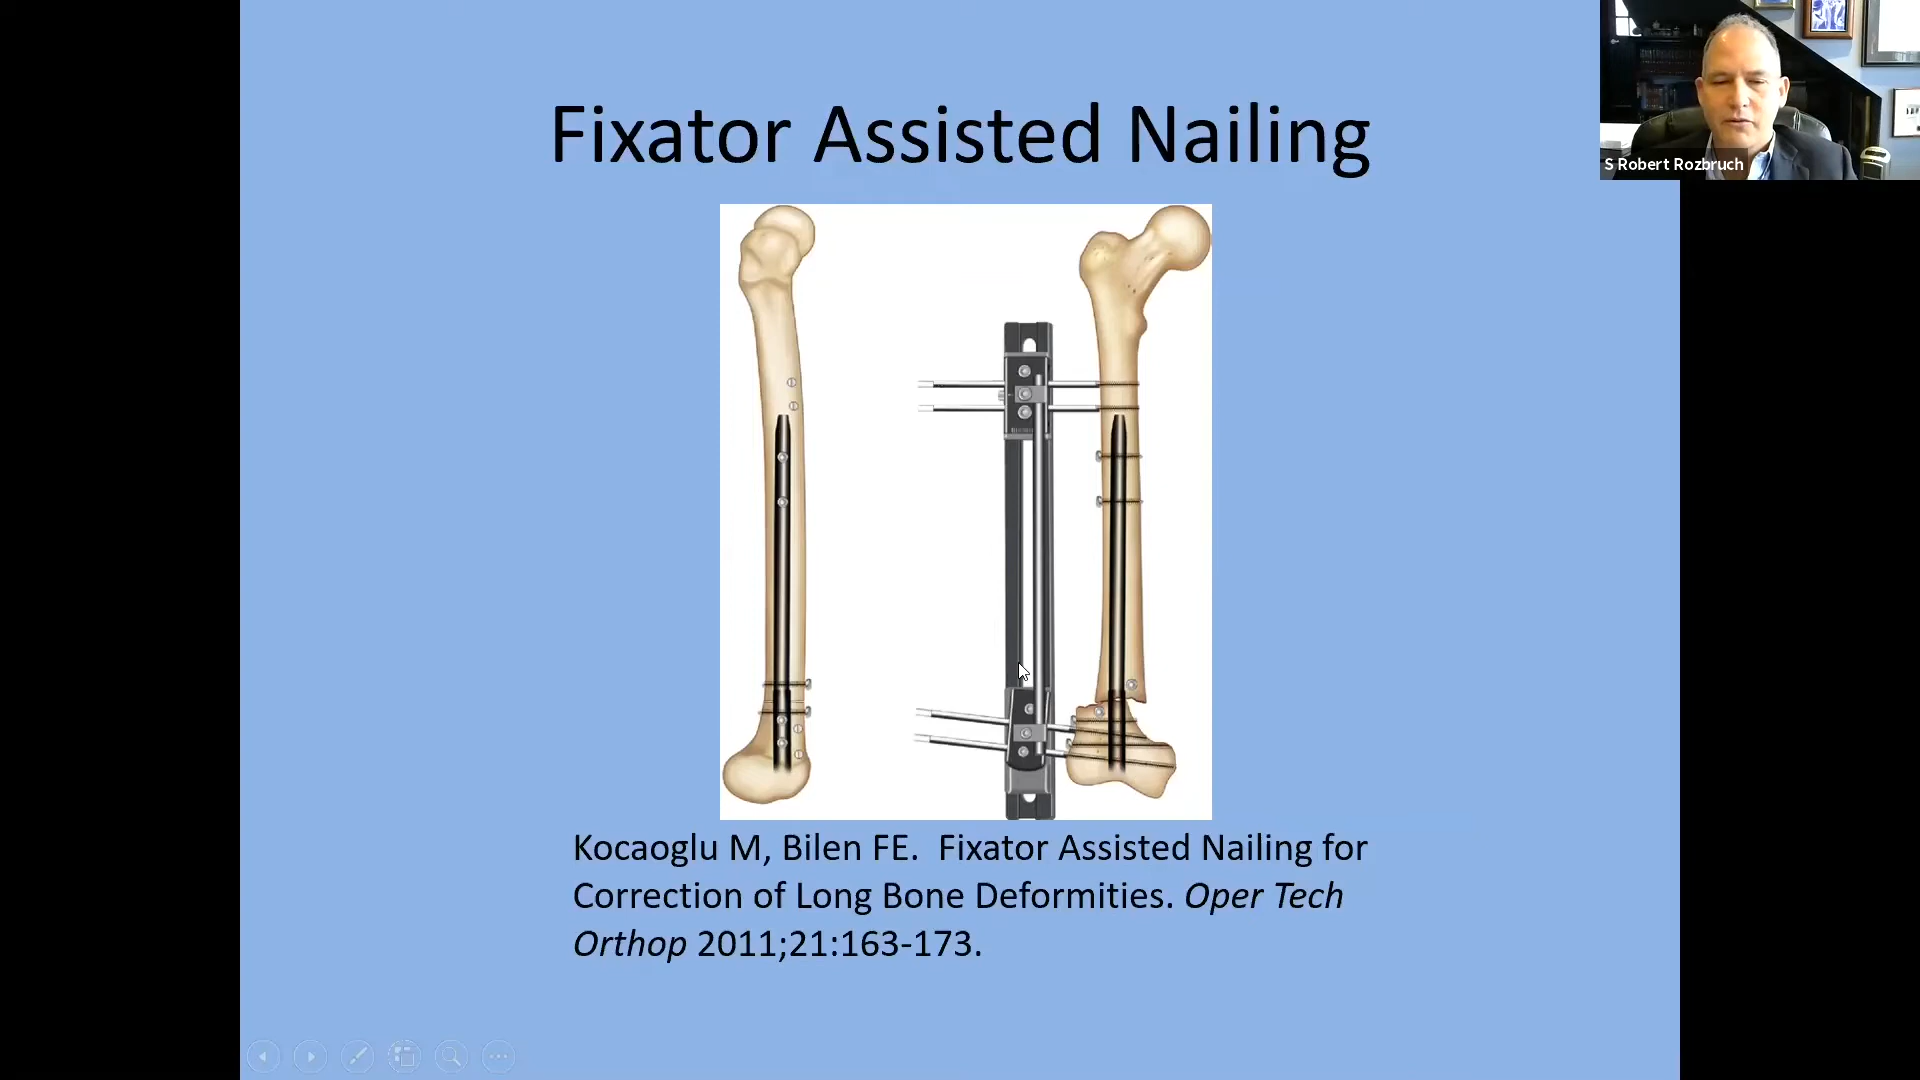 Fixator Assisted Nailing
S Robert Rozbruch
Kocaoglu M, Bilen FE.  Fixator Assisted Nailing for
Correction of Long Bone Deformities. Oper Tech
Orthop 2011;21:163-173.